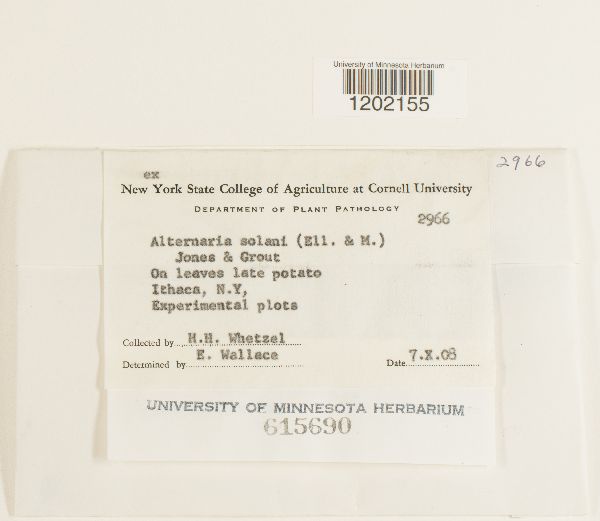 University of Minnesota Herbarium
1202155
2966
ex
New York State College of Agriculture at Cornell University
Department of Plant Pathology
2966
Alternaria solani (Ell. & M.)
Jones & Grout
On leaves late potato
Ithaca, N.Y,
Experimental plots
Collected by H.H. Whetzel
Determined by E. Wallace Date 7.X.08
UNIVERSITY OF MINNESOTA HERBARIUM
615690